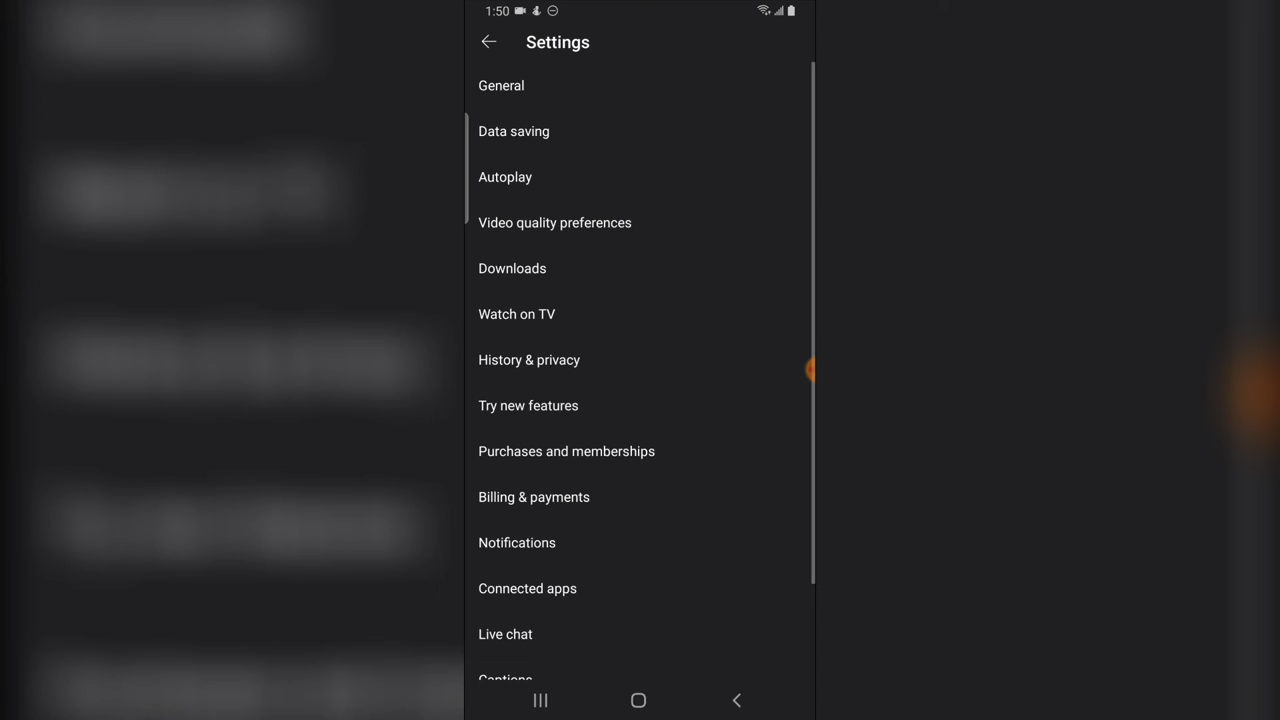 1:50
Settings
General
Data saving
Autoplay
Video quality preferences
Downloads
Watch on TV
History & privacy
Try new features
Purchases and memberships
Billing & payments
Notifications
Connected apps
Live chat
Captions